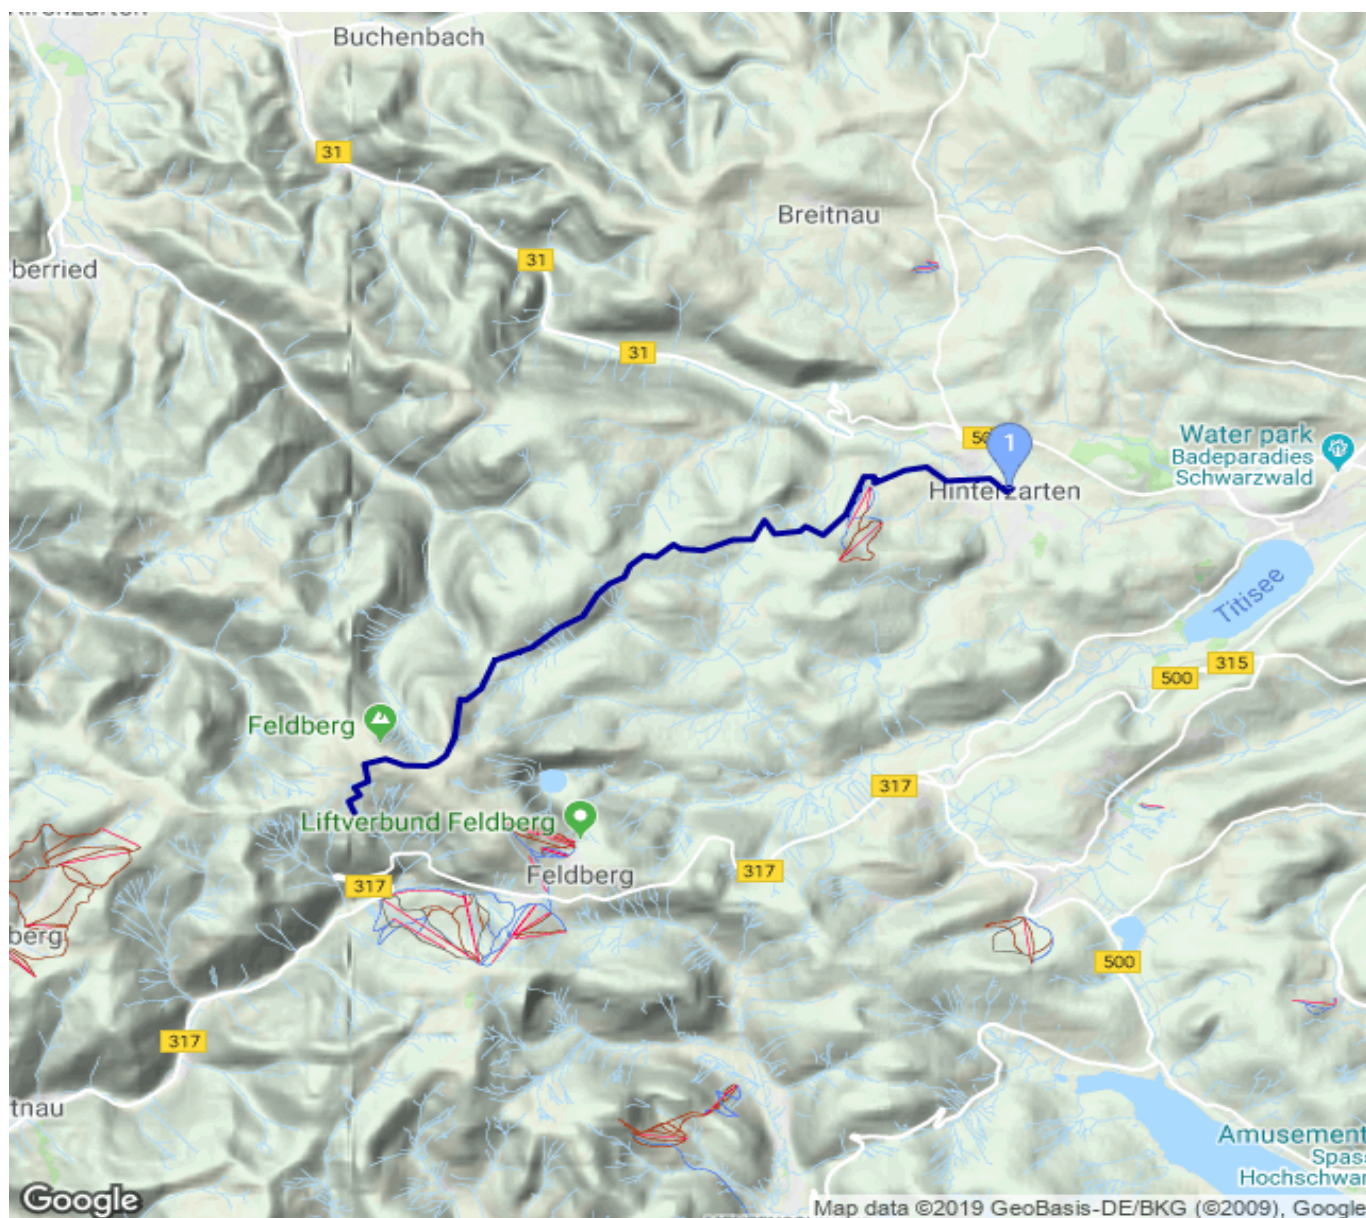 Buchenbach
31
Breitnau
31
berried
31
500
1
Water park
Badeparadies
Schwarzwald
Hinterzarten
Titisee
315
500
Feldberg
317
Liftverbund Feldberg
Feldberg
317
317
berg
500
317
tnau
Amusement
Spass
Hochschwar
Google
Map data ©2019 GeoBasis-DE/BKG (©2009), Google